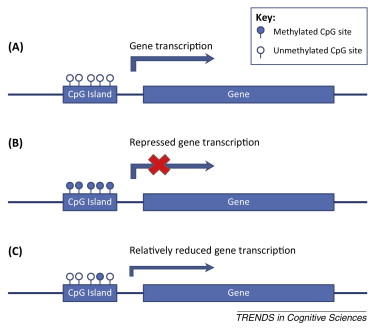 Key:
Methylated CpG site
Unmethylated CpG site
(A)
Gene transcription
CpG Island
Gene
(B)
Repressed gene transcription
CpG Island
Gene
(C)
Relatively reduced gene transcription
CpG Island
Gene
TRENDS in Cognitive Sciences